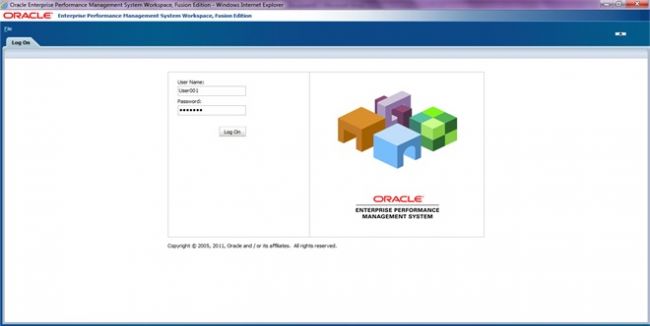 Oracle Enterprise Performance Management System Workspace, Fusion Edition - Windows Internet Explorer
ORACLE Enterprise Performance Management System Workspace, Fusion Edition
File
Log On
User Name:
User001
Password:
•••••••
Log On
ORACLE
ENTERPRISE PERFORMANCE
MANAGEMENT SYSTEM
Copyright © 2005, 2011, Oracle and / or its affiliates. All rights reserved.